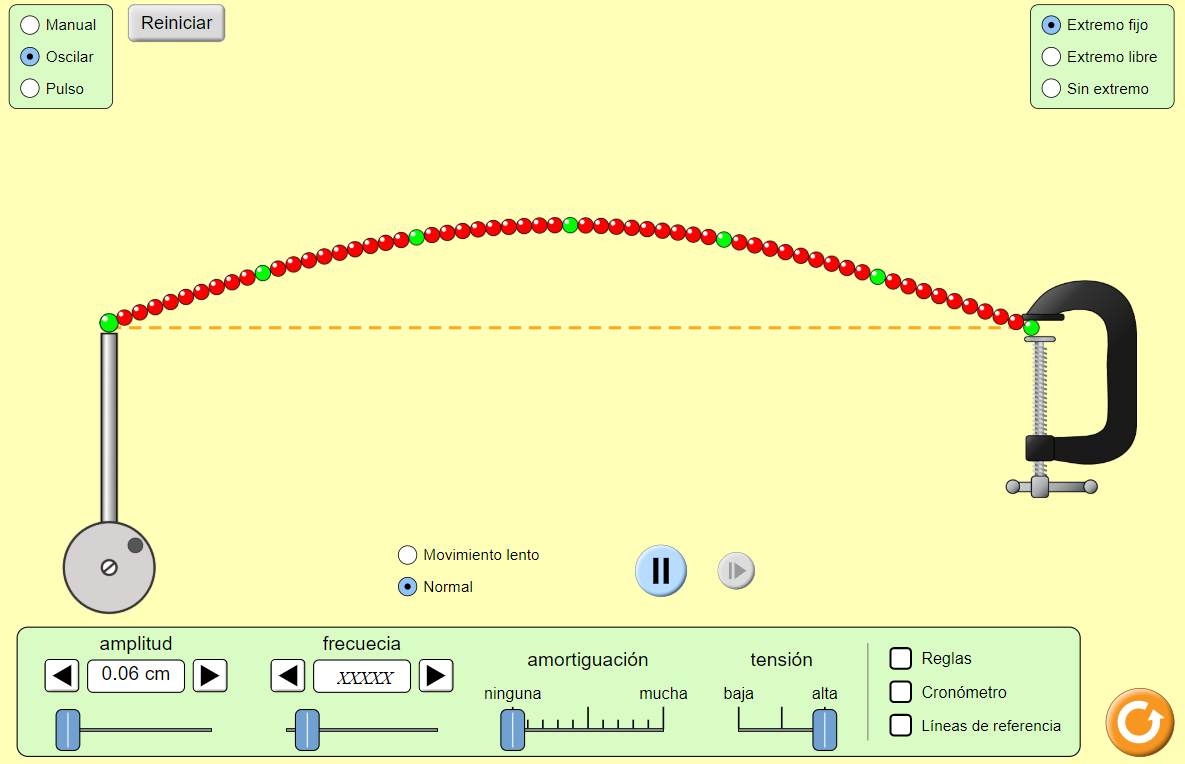 Manual
Oscilar
Pulso
Reiniciar
Extremo fijo
Extremo libre
Sin extremo
Movimiento lento
Normal
amplitud
0.06 cm
frecuecia
XXXXX
amortiguación
ninguna
mucha
tensión
baja
alta
Reglas
Cronómetro
Líneas de referencia